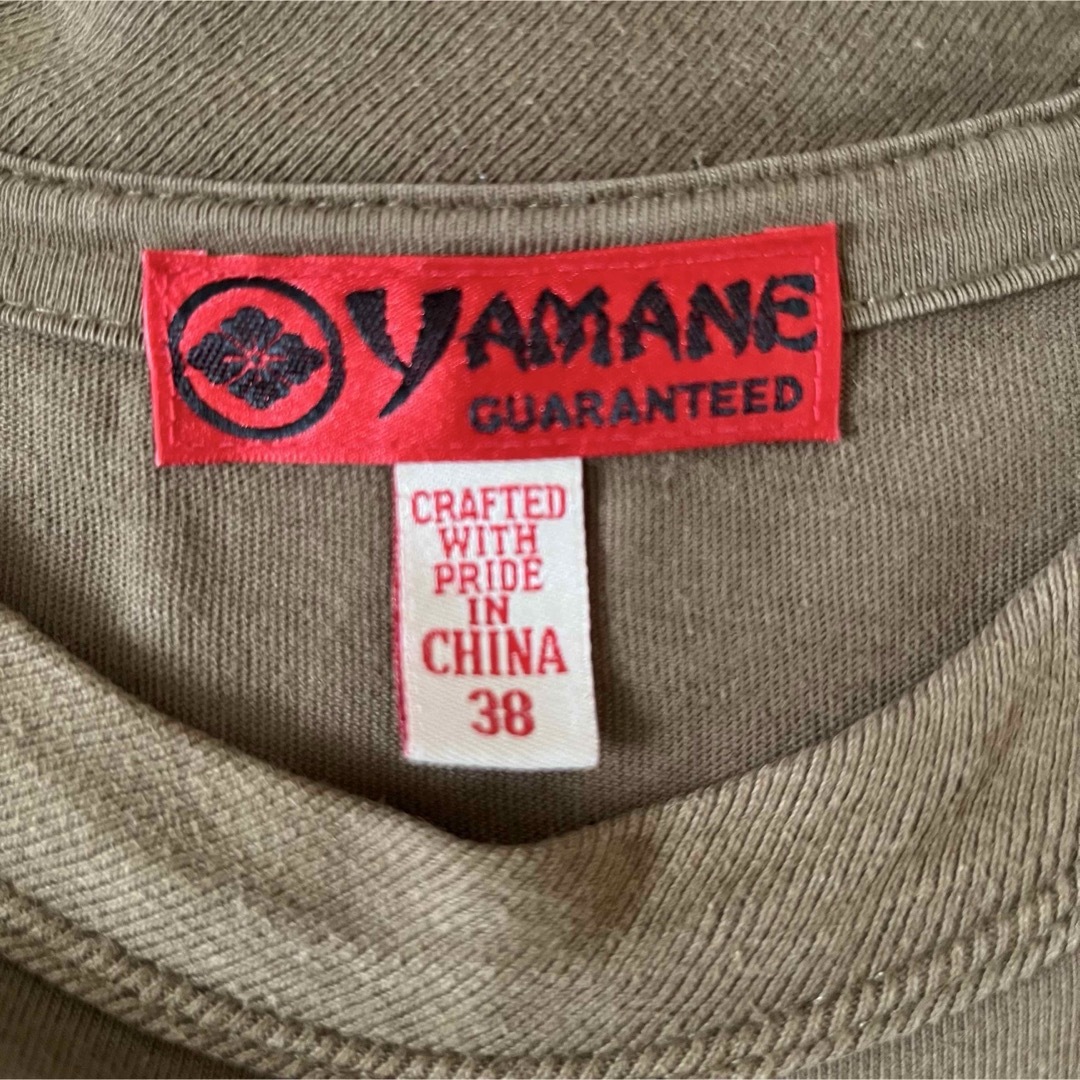 YAMANE
GUARANTEED
CRAFTED
WITH
PRIDE
IN
CHINA
38